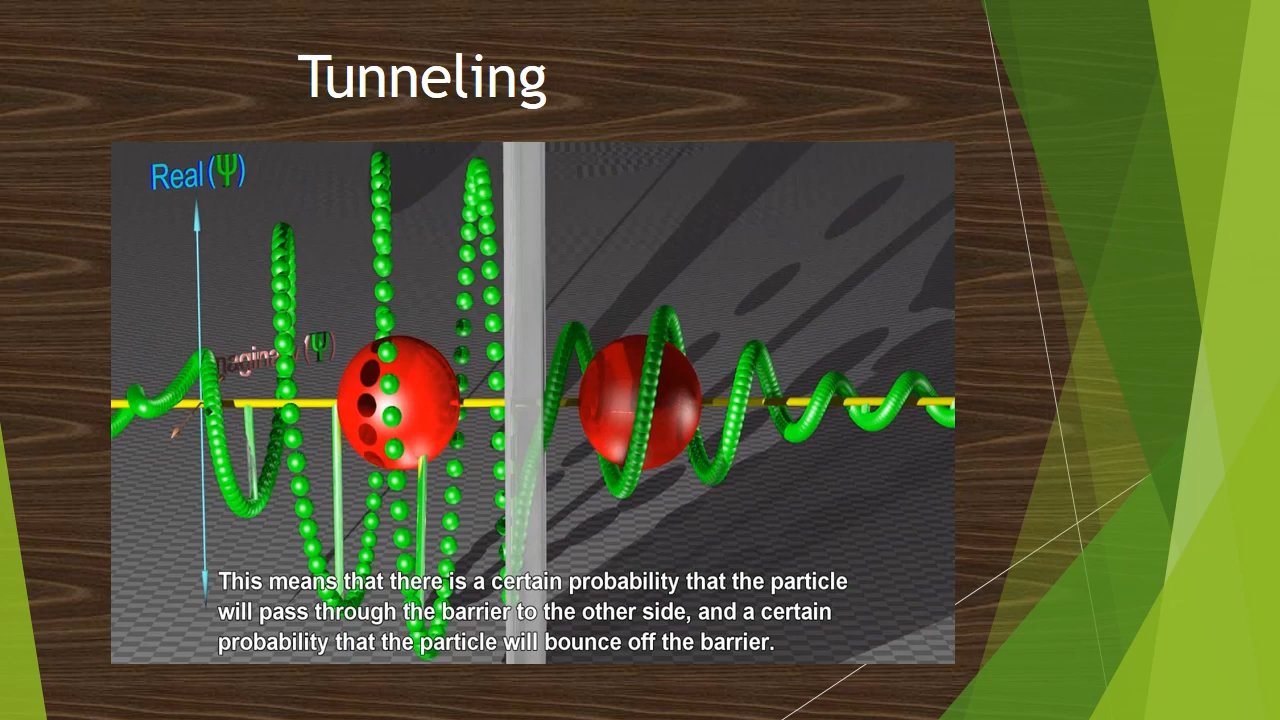 Tunneling
Real (Ψ)
(Ψ)
This means that there is a certain probability that the particle
will pass through the barrier to the other side, and a certain
probability that the particle will bounce off the barrier.